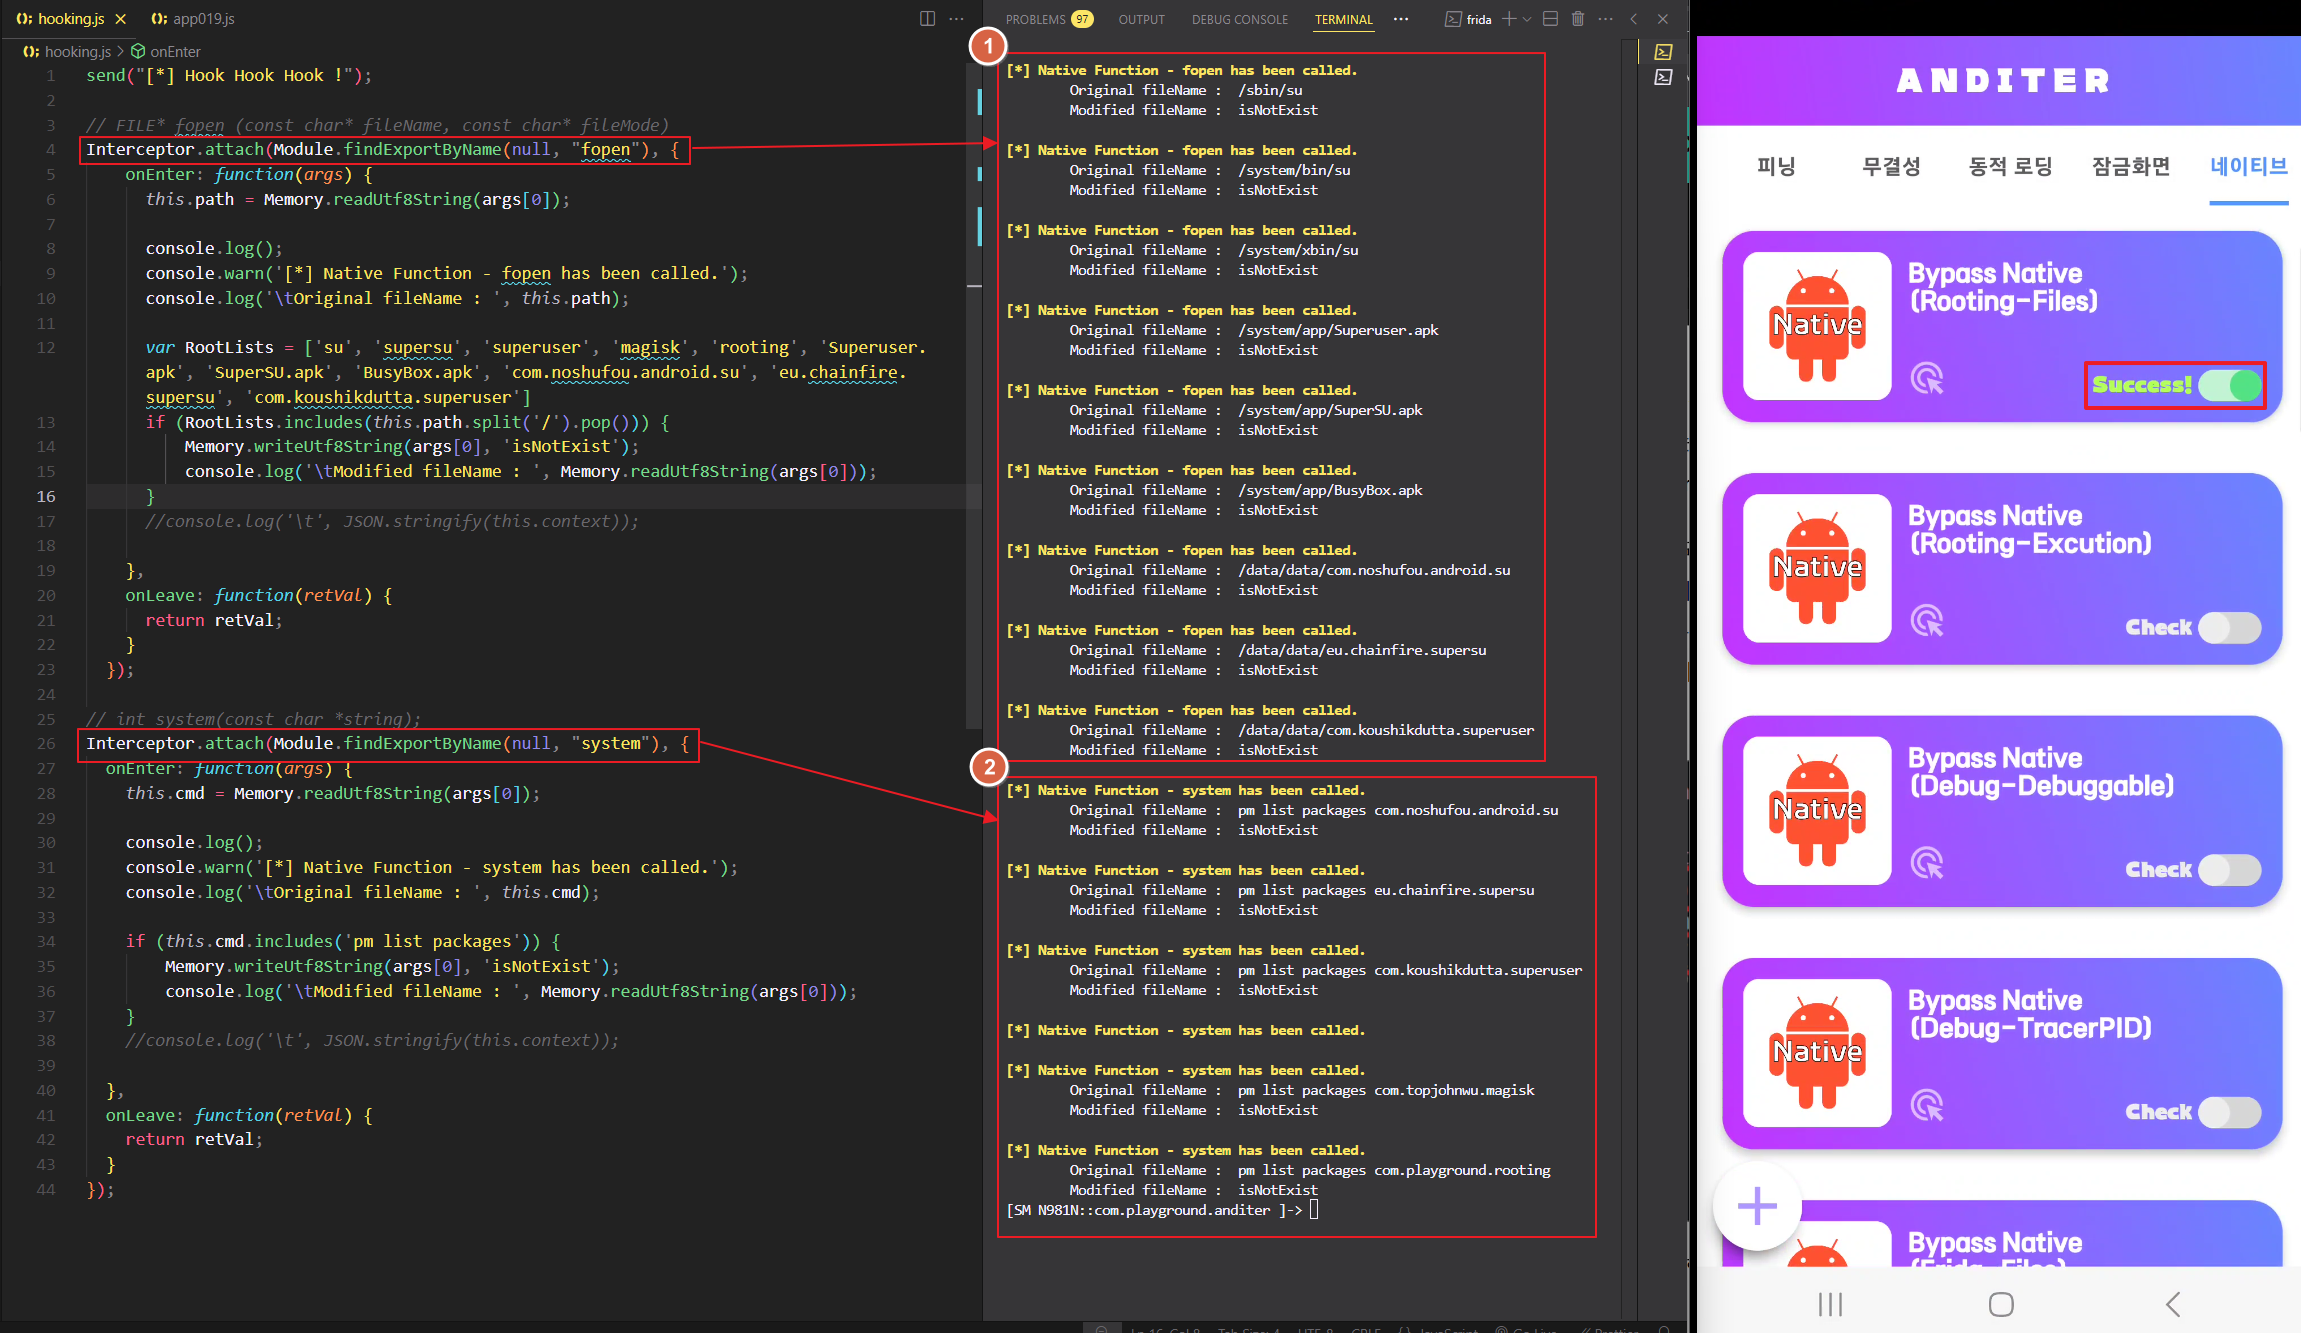 hooking.js
app019.js
hooking.js > onEnter
1 send("[*] Hook Hook Hook !");
2
3 // FILE* fopen (const char* fileName, const char* fileMode)
4 Interceptor.attach(Module.findExportByName(null, "fopen"), {
5 onEnter: function(args) {
6 this.path = Memory.readUtf8String(args[0]);
7
8 console.log();
9 console.warn('[*] Native Function - fopen has been called.');
10 console.log('\tOriginal fileName : ', this.path);
11
12 var RootLists = ['su', 'supersu', 'superuser', 'magisk', 'rooting', 'Superuser.
apk', 'SuperSU.apk', 'BusyBox.apk', 'com.noshufou.android.su', 'eu.chainfire.
supersu', 'com.koushikdutta.superuser']
13 if (RootLists.includes(this.path.split('/').pop())) {
14 Memory.writeUtf8String(args[0], 'isNotExist');
15 console.log('\tModified fileName : ', Memory.readUtf8String(args[0]));
16 }
17 //console.log('\t', JSON.stringify(this.context));
18
19 },
20 onLeave: function(retVal) {
21 return retVal;
22 }
23 });
24
25 // int system(const char *string);
26 Interceptor.attach(Module.findExportByName(null, "system"), {
27 onEnter: function(args) {
28 this.cmd = Memory.readUtf8String(args[0]);
29
30 console.log();
31 console.warn('[*] Native Function - system has been called.');
32 console.log('\tOriginal fileName : ', this.cmd);
33
34 if (this.cmd.includes('pm list packages')) {
35 Memory.writeUtf8String(args[0], 'isNotExist');
36 console.log('\tModified fileName : ', Memory.readUtf8String(args[0]));
37 }
38 //console.log('\t', JSON.stringify(this.context));
39
40 },
41 onLeave: function(retVal) {
42 return retVal;
43 }
44 });
PROBLEMS 97 OUTPUT DEBUG CONSOLE TERMINAL frida
1
[*] Native Function - fopen has been called.
Original fileName : /sbin/su
Modified fileName : isNotExist
[*] Native Function - fopen has been called.
Original fileName : /system/bin/su
Modified fileName : isNotExist
[*] Native Function - fopen has been called.
Original fileName : /system/xbin/su
Modified fileName : isNotExist
[*] Native Function - fopen has been called.
Original fileName : /system/app/Superuser.apk
Modified fileName : isNotExist
[*] Native Function - fopen has been called.
Original fileName : /system/app/SuperSU.apk
Modified fileName : isNotExist
[*] Native Function - fopen has been called.
Original fileName : /system/app/BusyBox.apk
Modified fileName : isNotExist
[*] Native Function - fopen has been called.
Original fileName : /data/data/com.noshufou.android.su
Modified fileName : isNotExist
[*] Native Function - fopen has been called.
Original fileName : /data/data/eu.chainfire.supersu
Modified fileName : isNotExist
[*] Native Function - fopen has been called.
Original fileName : /data/data/com.koushikdutta.superuser
Modified fileName : isNotExist
2
[*] Native Function - system has been called.
Original fileName : pm list packages com.noshufou.android.su
Modified fileName : isNotExist
[*] Native Function - system has been called.
Original fileName : pm list packages eu.chainfire.supersu
Modified fileName : isNotExist
[*] Native Function - system has been called.
Original fileName : pm list packages com.koushikdutta.superuser
Modified fileName : isNotExist
[*] Native Function - system has been called.
[*] Native Function - system has been called.
Original fileName : pm list packages com.topjohnwu.magisk
Modified fileName : isNotExist
[*] Native Function - system has been called.
Original fileName : pm list packages com.playground.rooting
Modified fileName : isNotExist
[SM N981N::com.playground.anditer ]->
ANDITER
피닝 무결성 동적 로딩 잠금화면 네이티브
Native
Bypass Native
(Rooting-Files)
Success!
Native
Bypass Native
(Rooting-Excution)
Check
Native
Bypass Native
(Debug-Debuggable)
Check
Native
Bypass Native
(Debug-TracerPID)
Check
Bypass Native
(Frida-Files)